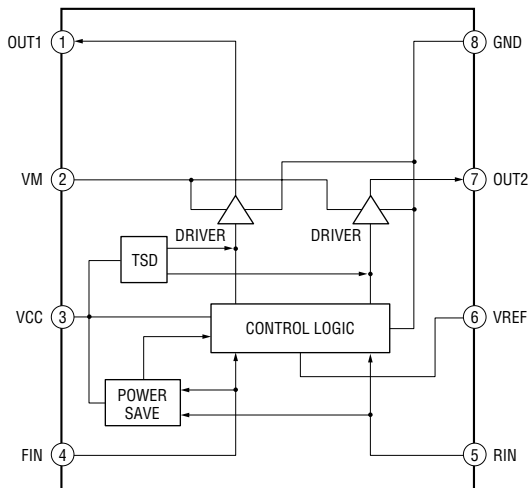 OUT1 1
8 GND
VM 2
7 OUT2
DRIVER
DRIVER
TSD
VCC 3
6 VREF
CONTROL LOGIC
POWER
SAVE
FIN 4
5 RIN